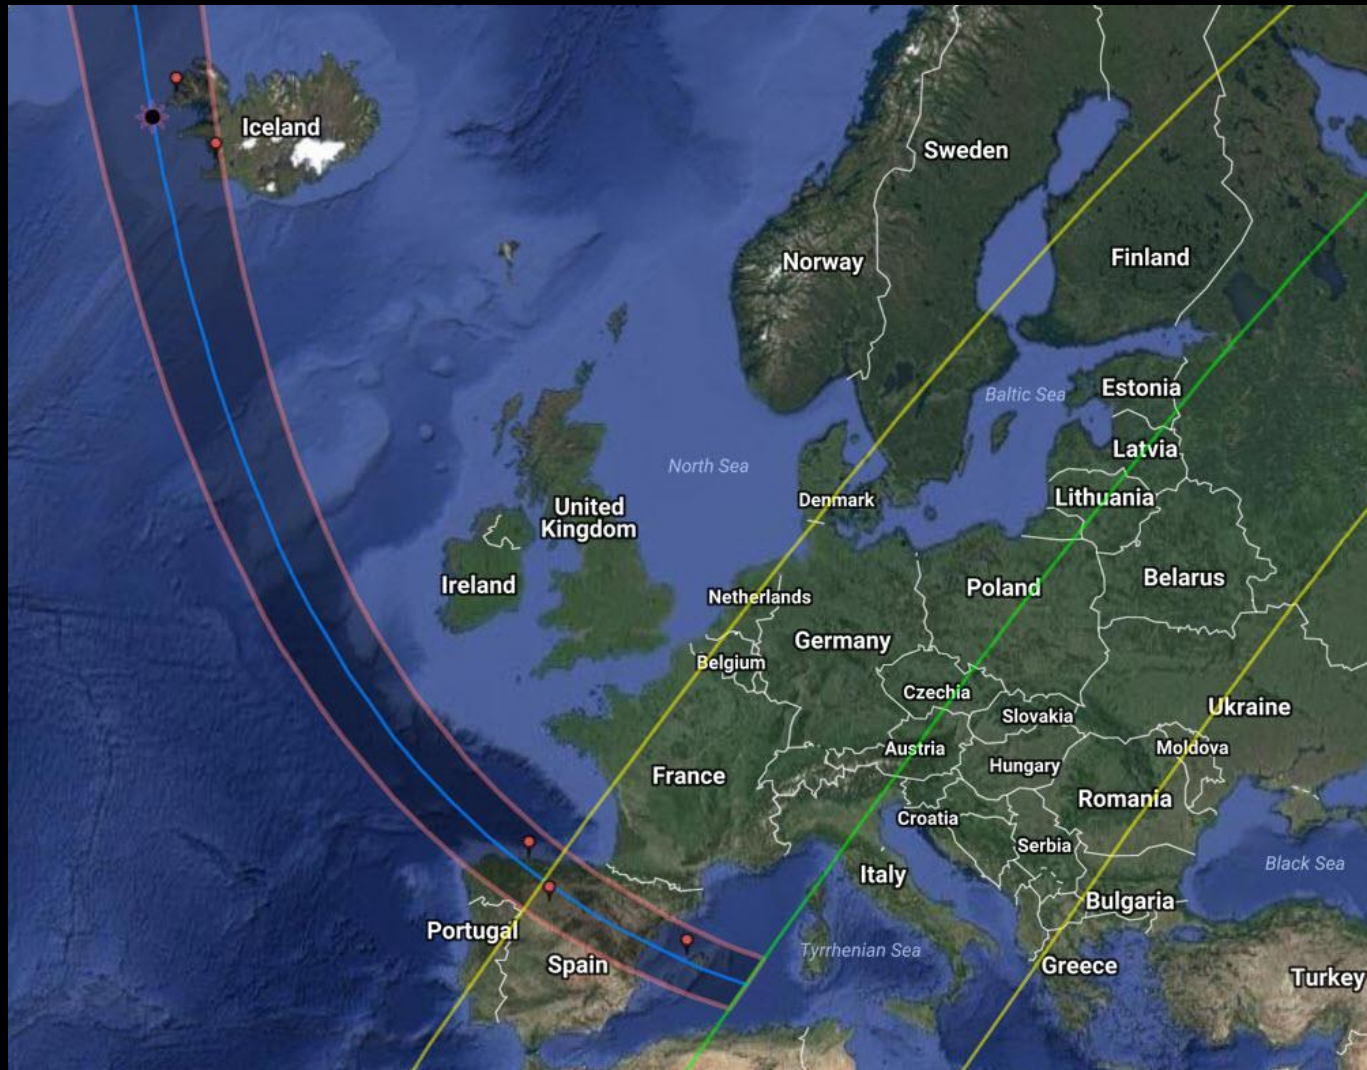 Iceland
Sweden
Norway
Finland
Estonia
Baltic Sea
Latvia
North Sea
Lithuania
Denmark
United
Kingdom
Belarus
Ireland
Poland
Netherlands
Germany
Belgium
Czechia
Ukraine
Slovakia
Austria
Moldova
Hungary
France
Romania
Croatia
Serbia
Black Sea
Italy
Bulgaria
Portugal
Tyrrhenian Sea
Spain
Greece
Turkey